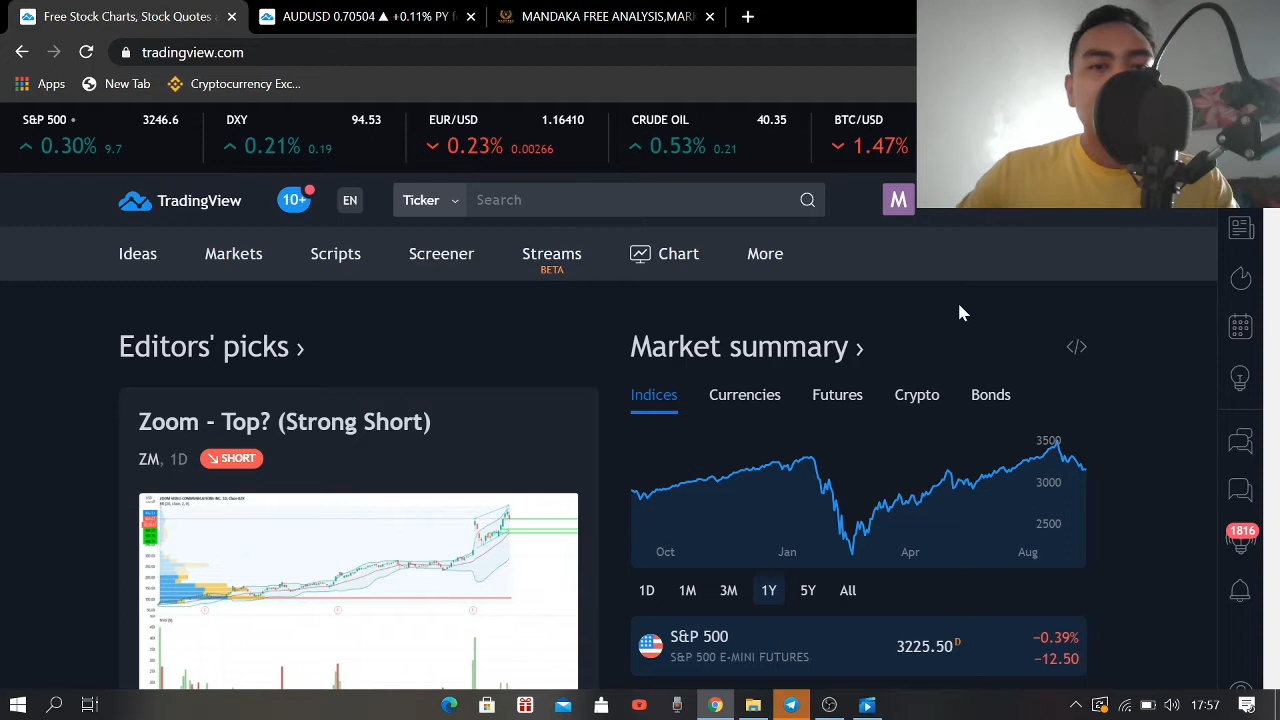 Free Stock Charts, Stock Quotes a
AUDUSD 0.70504 ▲ +0.11% PY f
MANDAKA FREE ANALYSIS,MAR
tradingview.com
Apps
New Tab
Cryptocurrency Exc...
S&P 500
3246.6
DXY
94.53
EUR/USD
1.16410
CRUDE OIL
40.35
BTC/USD
0.30%
9.7
0.21%
0.19
0.23%
0.00266
0.53%
0.21
1.47%
TradingView
10+
EN
Ticker
Search
M
Ideas
Markets
Scripts
Screener
Streams
BETA
Chart
More
Editors' picks ›
Market summary ›
</>
Indices
Currencies
Futures
Crypto
Bonds
Zoom - Top? (Strong Short)
ZM, 1D
SHORT
3500
3000
2500
Oct
Jan
Apr
Aug
1D
1M
3M
1Y
5Y
All
1816
S&P 500
S&P 500 E-MINI FUTURES
3225.50 D
−0.39%
−12.50
17:57